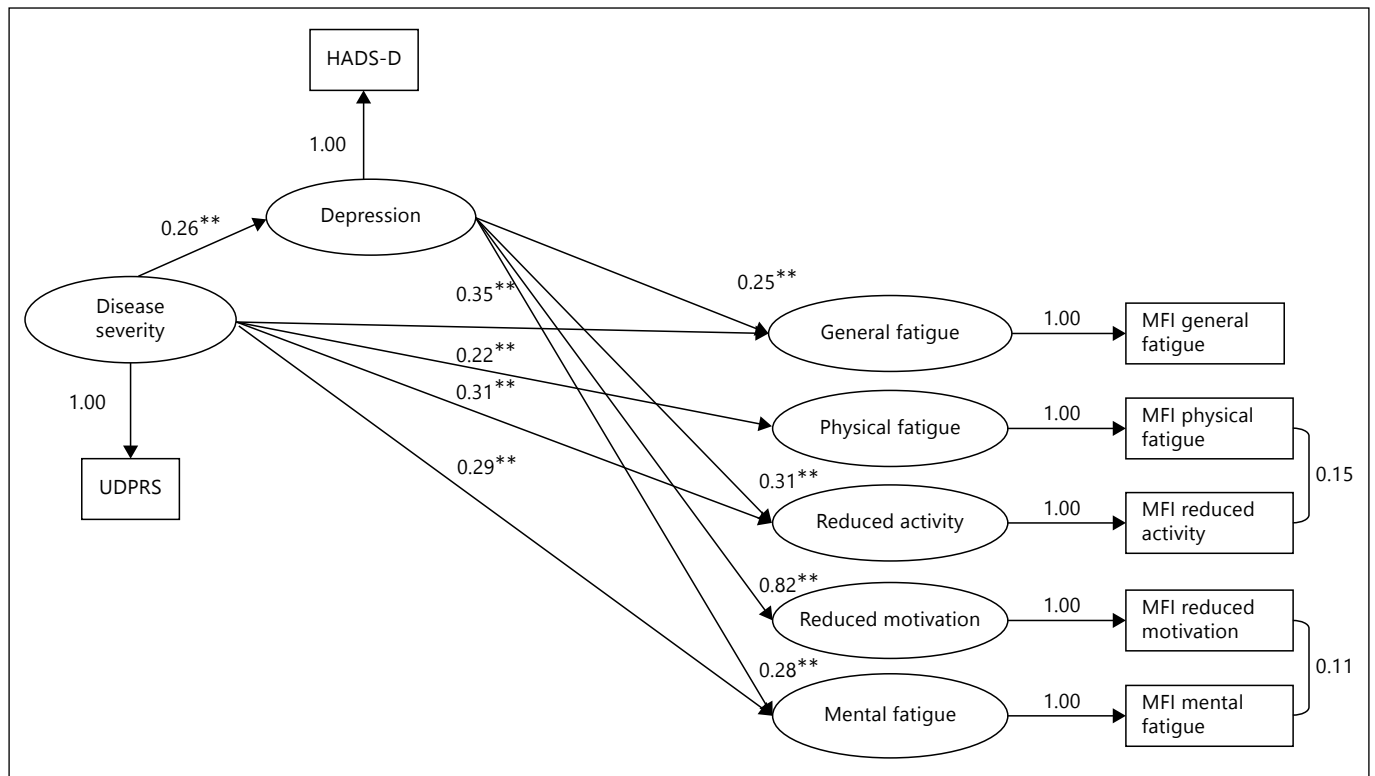 HADS-D
1.00
Depression
0.26**
Disease
severity
1.00
UDPRS
0.35**
0.22**
0.31**
0.29**
0.25**
General fatigue
1.00
MFI general
fatigue
Physical fatigue
1.00
MFI physical
fatigue
0.31**
Reduced activity
1.00
MFI reduced
activity
0.15
0.82**
Reduced motivation
1.00
MFI reduced
motivation
0.28**
Mental fatigue
1.00
MFI mental
fatigue
0.11